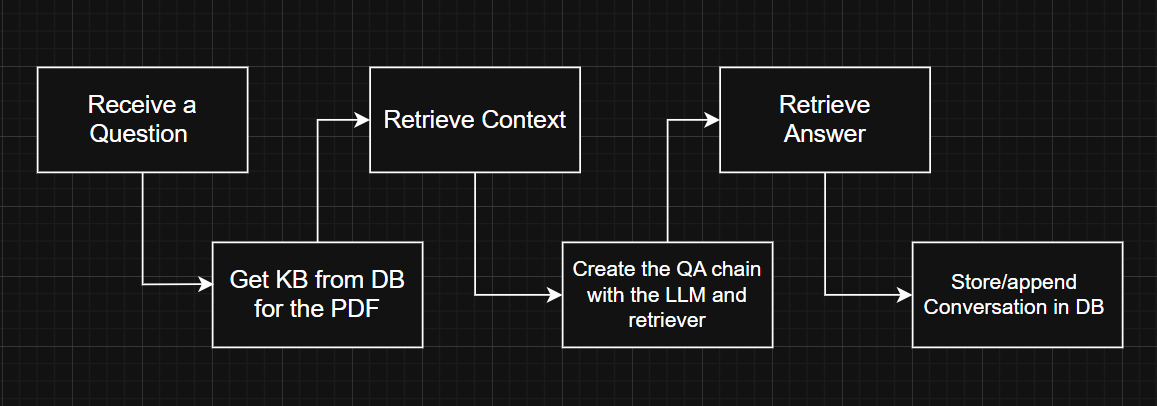 Receive a
Question
Get KB from DB
for the PDF
Retrieve Context
Create the QA chain
with the LLM and
retriever
Retrieve
Answer
Store/append
Conversation in DB